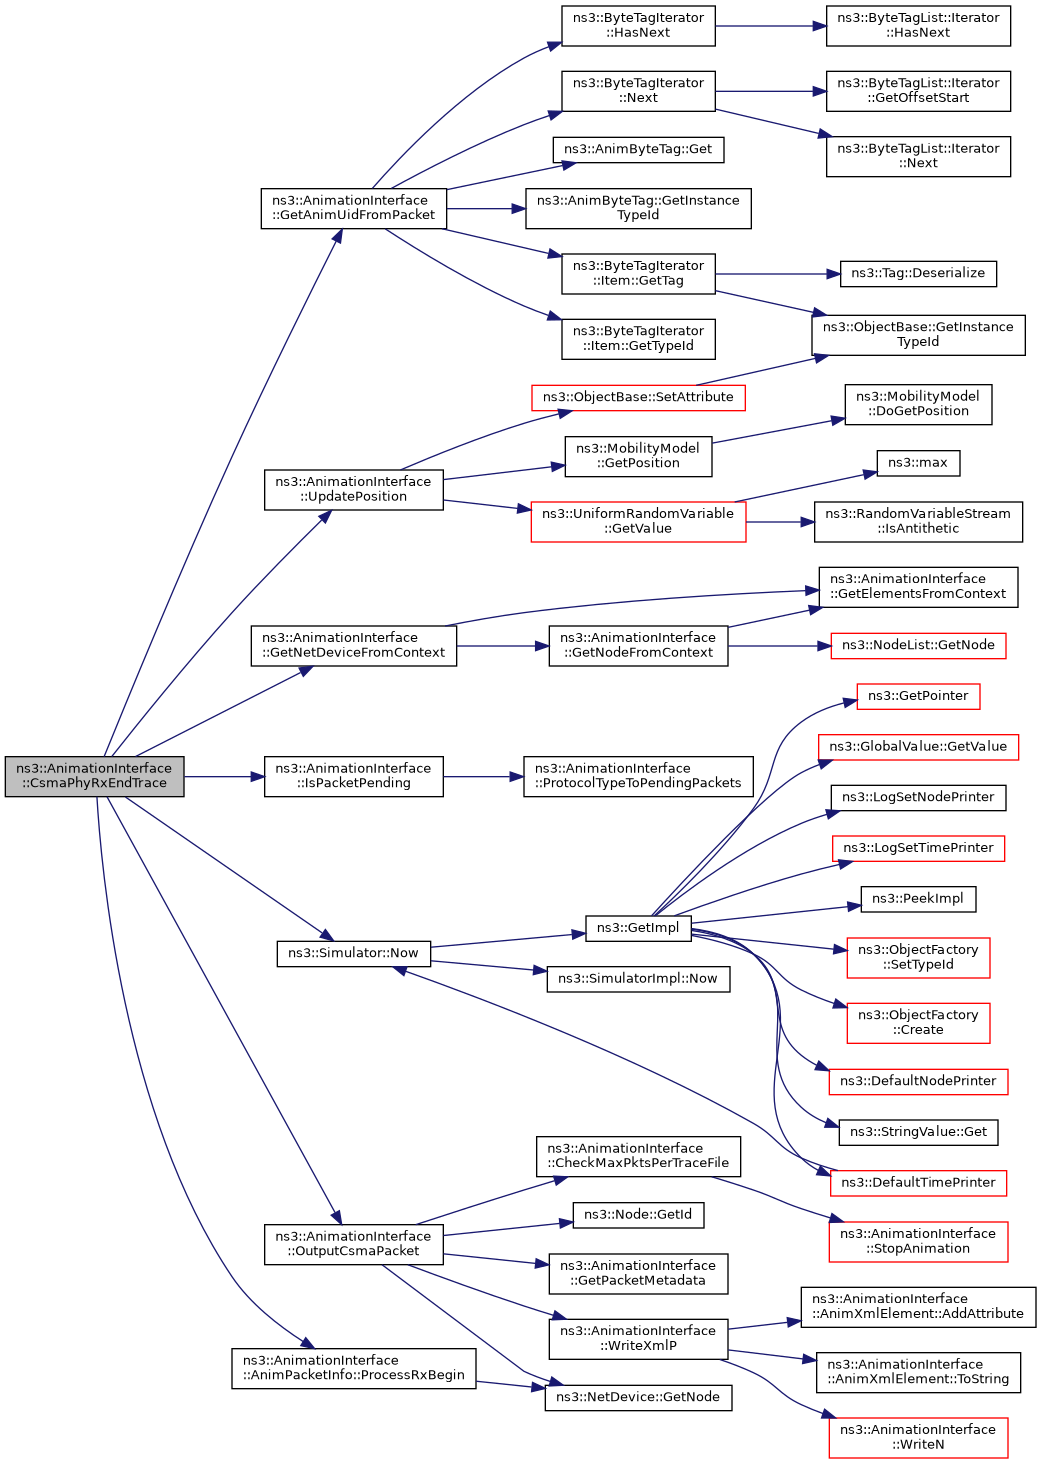 ns3::ByteTagIterator
::HasNext
ns3::ByteTagList::Iterator
::HasNext
ns3::ByteTagIterator
::Next
ns3::ByteTagList::Iterator
::GetOffsetStart
ns3::AnimByteTag::Get
ns3::ByteTagList::Iterator
::Next
ns3::AnimationInterface
::GetAnimUidFromPacket
ns3::AnimByteTag::GetInstance
TypeId
ns3::ByteTagIterator
::Item::GetTag
ns3::Tag::Deserialize
ns3::ByteTagIterator
::Item::GetTypeId
ns3::ObjectBase::GetInstance
TypeId
ns3::ObjectBase::SetAttribute
ns3::MobilityModel
::DoGetPosition
ns3::MobilityModel
::GetPosition
ns3::max
ns3::AnimationInterface
::UpdatePosition
ns3::UniformRandomVariable
::GetValue
ns3::RandomVariableStream
::IsAntithetic
ns3::AnimationInterface
::GetElementsFromContext
ns3::AnimationInterface
::GetNetDeviceFromContext
ns3::AnimationInterface
::GetNodeFromContext
ns3::NodeList::GetNode
ns3::GetPointer
ns3::GlobalValue::GetValue
ns3::AnimationInterface
::CsmaPhyRxEndTrace
ns3::AnimationInterface
::IsPacketPending
ns3::AnimationInterface
::ProtocolTypeToPendingPackets
ns3::LogSetNodePrinter
ns3::LogSetTimePrinter
ns3::PeekImpl
ns3::GetImpl
ns3::Simulator::Now
ns3::ObjectFactory
::SetTypeId
ns3::SimulatorImpl::Now
ns3::ObjectFactory
::Create
ns3::DefaultNodePrinter
ns3::StringValue::Get
ns3::AnimationInterface
::CheckMaxPktsPerTraceFile
ns3::DefaultTimePrinter
ns3::Node::GetId
ns3::AnimationInterface
::OutputCsmaPacket
ns3::AnimationInterface
::StopAnimation
ns3::AnimationInterface
::GetPacketMetadata
ns3::AnimationInterface
::AnimXmlElement::AddAttribute
ns3::AnimationInterface
::WriteXmlP
ns3::AnimationInterface
::AnimPacketInfo::ProcessRxBegin
ns3::AnimationInterface
::AnimXmlElement::ToString
ns3::NetDevice::GetNode
ns3::AnimationInterface
::WriteN